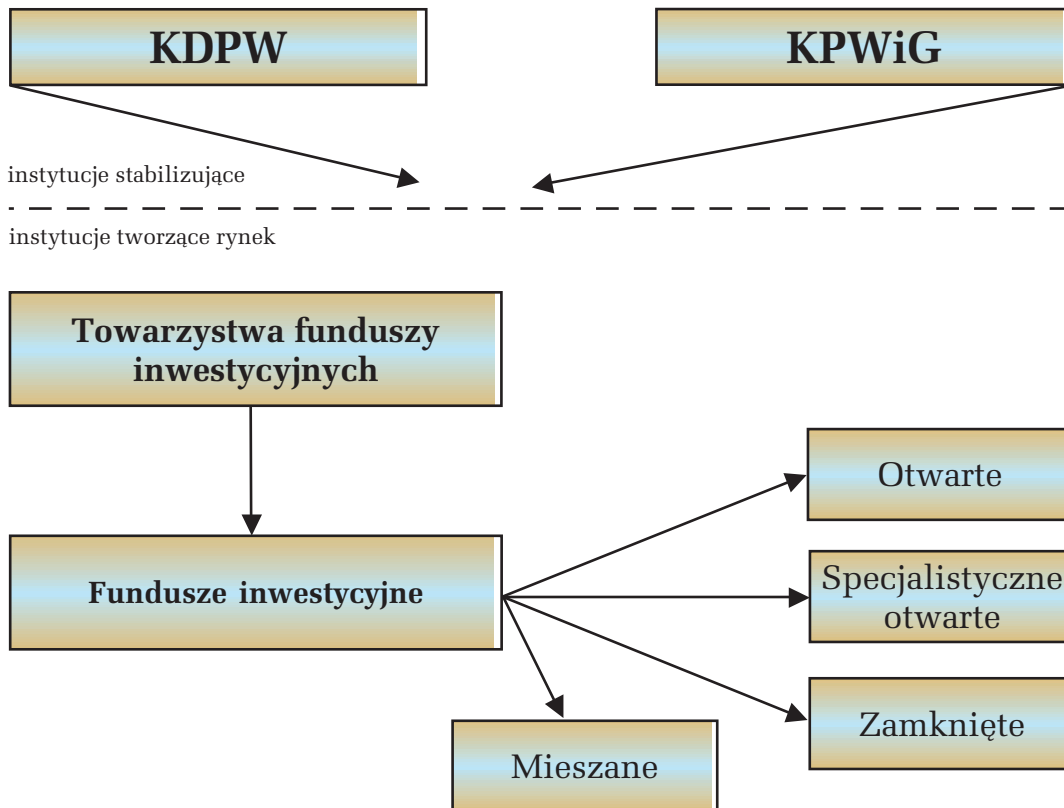 KDPW
KPWiG
instytucje stabilizujące
instytucje tworzące rynek
Towarzystwa funduszy
inwestycyjnych
Otwarte
Fundusze inwestycyjne
Specjalistyczne
otwarte
Zamknięte
Mieszane